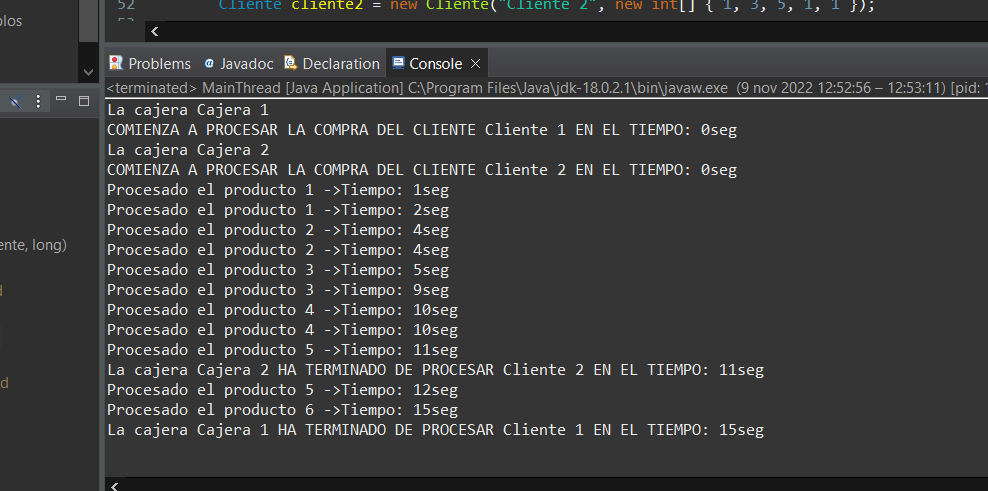 52 Cliente cliente2 = new Cliente("Cliente 2", new int[] { 1, 3, 5, 1, 1 });
Problems Javadoc Declaration Console
<terminated> MainThread [Java Application] C:\Program Files\Java\jdk-18.0.2.1\bin\javaw.exe (9 nov 2022 12:52:56 – 12:53:11) [pid: 1
La cajera Cajera 1
COMIENZA A PROCESAR LA COMPRA DEL CLIENTE Cliente 1 EN EL TIEMPO: 0seg
La cajera Cajera 2
COMIENZA A PROCESAR LA COMPRA DEL CLIENTE Cliente 2 EN EL TIEMPO: 0seg
Procesado el producto 1 ->Tiempo: 1seg
Procesado el producto 1 ->Tiempo: 2seg
Procesado el producto 2 ->Tiempo: 4seg
Procesado el producto 2 ->Tiempo: 4seg
Procesado el producto 3 ->Tiempo: 5seg
Procesado el producto 3 ->Tiempo: 9seg
Procesado el producto 4 ->Tiempo: 10seg
Procesado el producto 4 ->Tiempo: 10seg
Procesado el producto 5 ->Tiempo: 11seg
La cajera Cajera 2 HA TERMINADO DE PROCESAR Cliente 2 EN EL TIEMPO: 11seg
Procesado el producto 5 ->Tiempo: 12seg
Procesado el producto 6 ->Tiempo: 15seg
La cajera Cajera 1 HA TERMINADO DE PROCESAR Cliente 1 EN EL TIEMPO: 15seg
olos
ente, long)
d